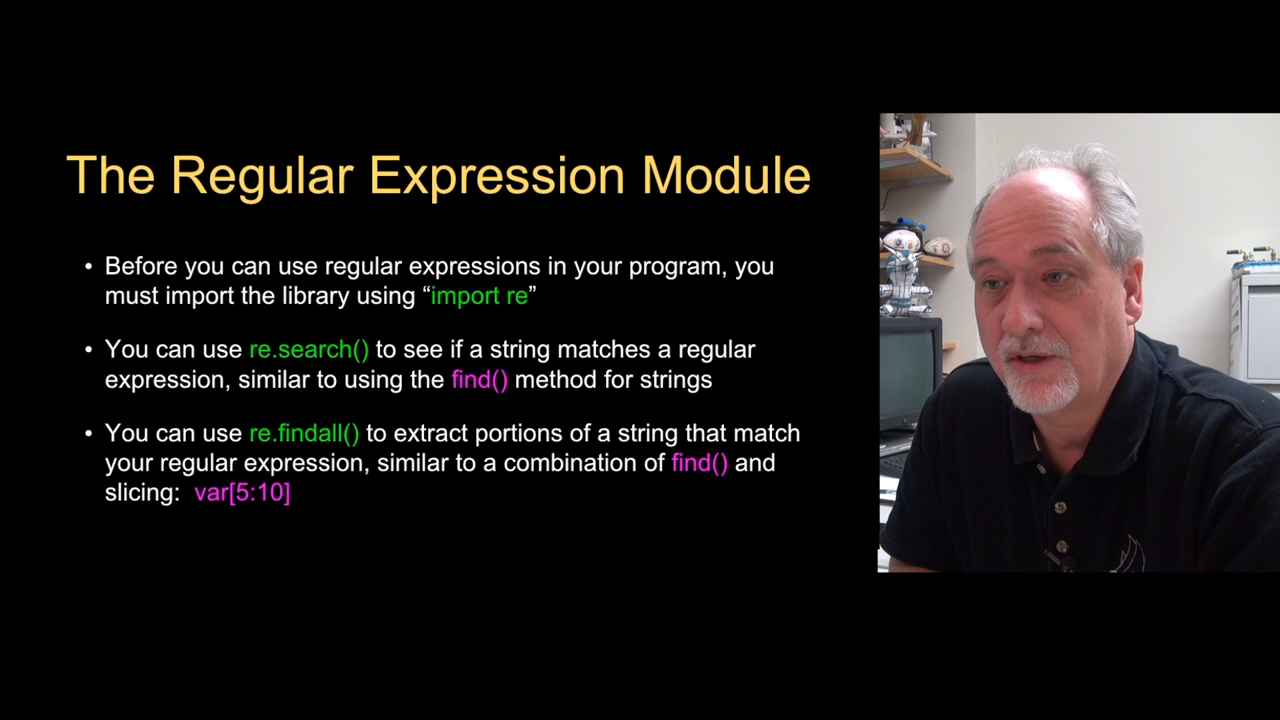 The Regular Expression Module
• Before you can use regular expressions in your program, you
must import the library using “import re”
• You can use re.search() to see if a string matches a regular
expression, similar to using the find() method for strings
• You can use re.findall() to extract portions of a string that match
your regular expression, similar to a combination of find() and
slicing: var[5:10]